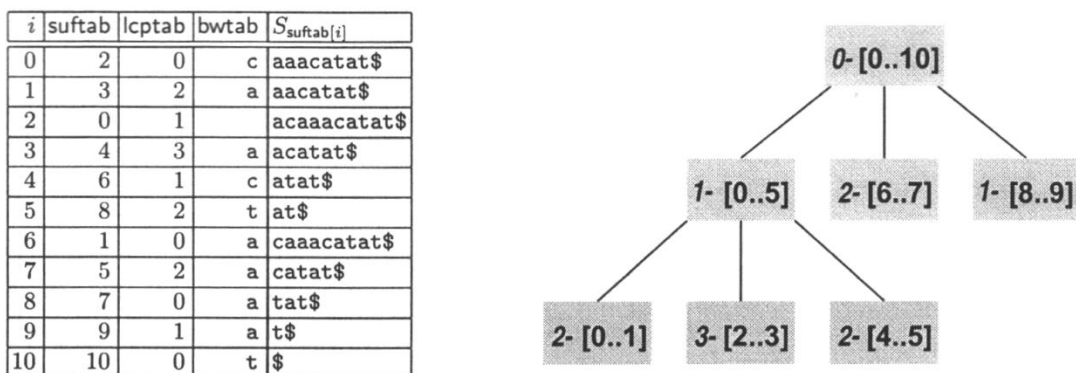 i suftab lcptab bwtab S_suftab[i]
0 2 0 c aaacatat$
1 3 2 a aacatat$
2 0 1 acaaacatat$
3 4 3 a acatat$
4 6 1 c atat$
5 8 2 t at$
6 1 0 a caaacatat$
7 5 2 a catat$
8 7 0 a tat$
9 9 1 a t$
10 10 0 t $
0- [0..10]
1- [0..5] 2- [6..7] 1- [8..9]
2- [0..1] 3- [2..3] 2- [4..5]